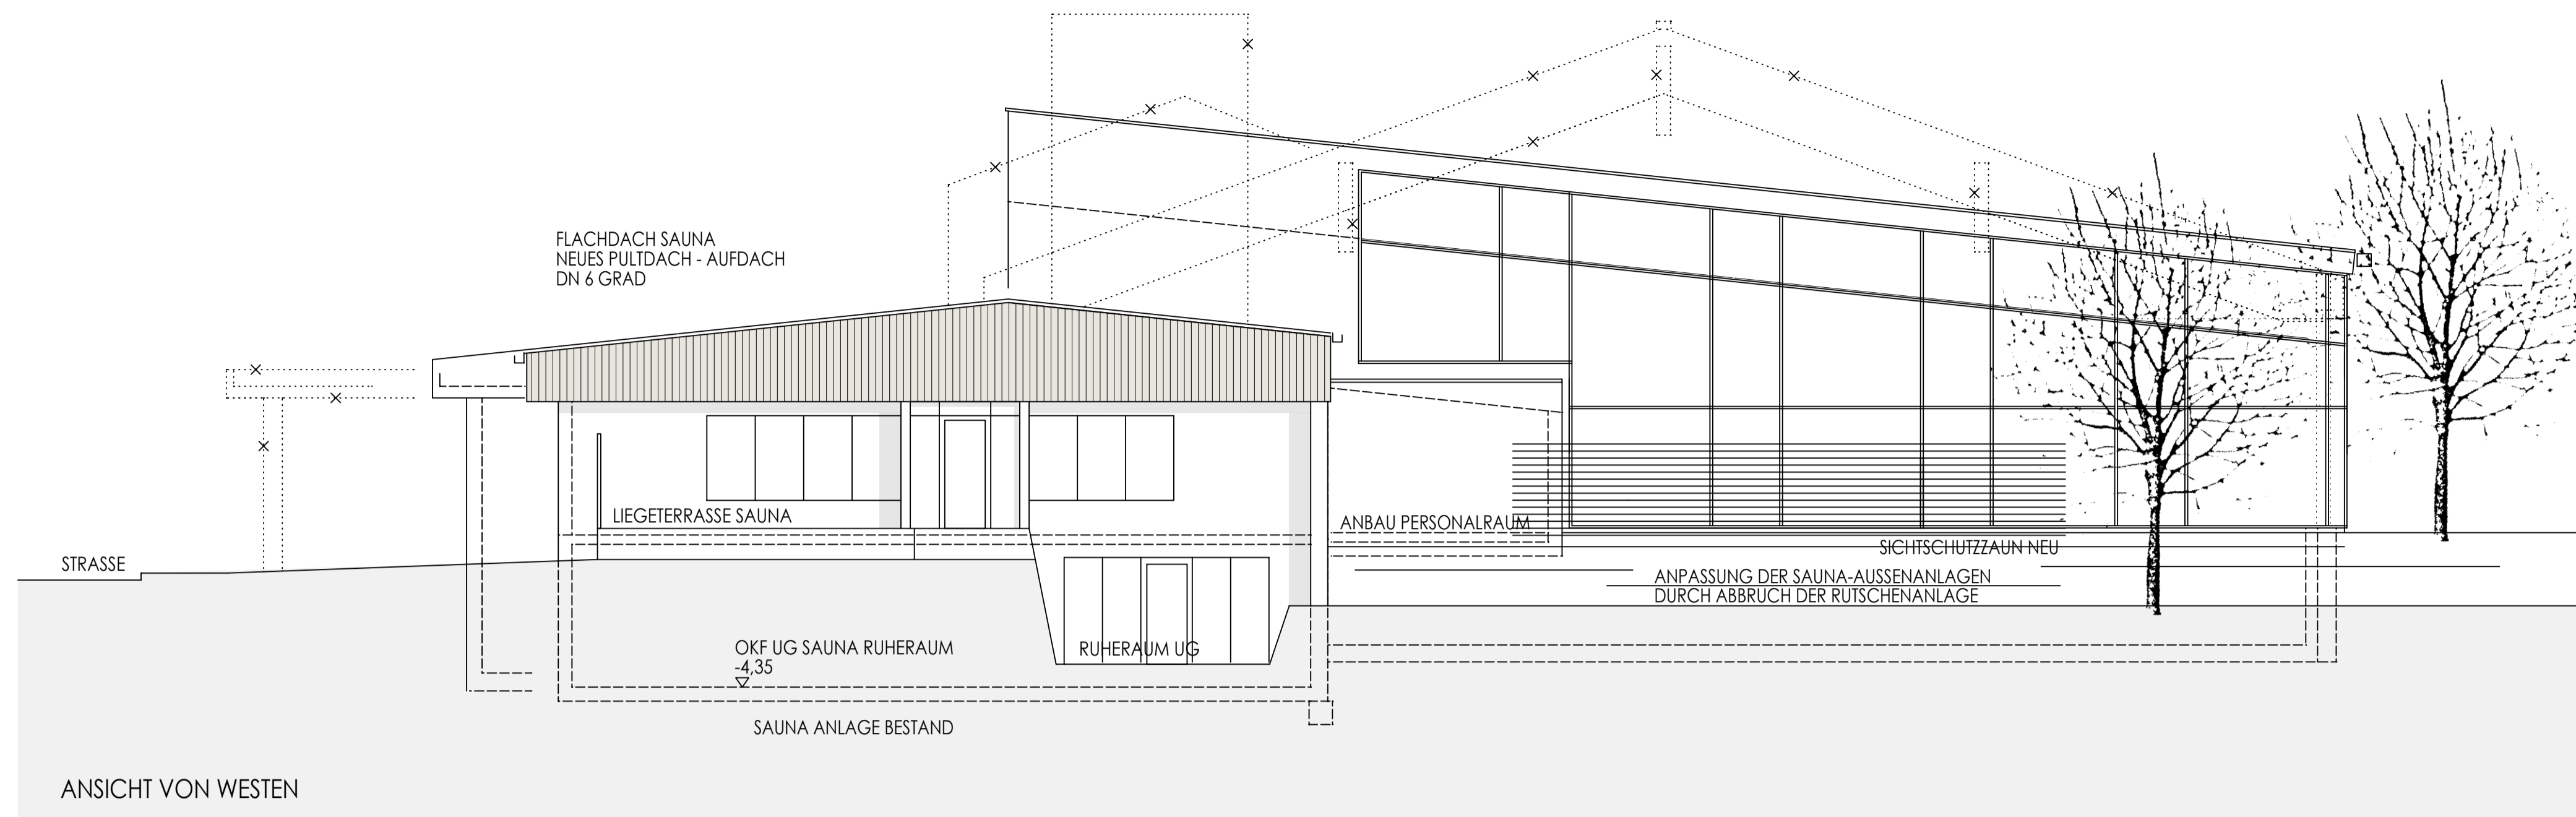 FLACHDACH SAUNA
NEUES PULTDACH - AUFDACH
DN 6 GRAD
LIEGETERRASSE SAUNA
ANBAU PERSONALRAUM
STRASSE
SICHTSCHUTZZAUN NEU
ANPASSUNG DER SAUNA-AUSSENANLAGEN
DURCH ABBRUCH DER RUTSCHENANLAGE
OKF UG SAUNA RUHERAUM
-4,35
RUHERAUM UG
SAUNA ANLAGE BESTAND
ANSICHT VON WESTEN